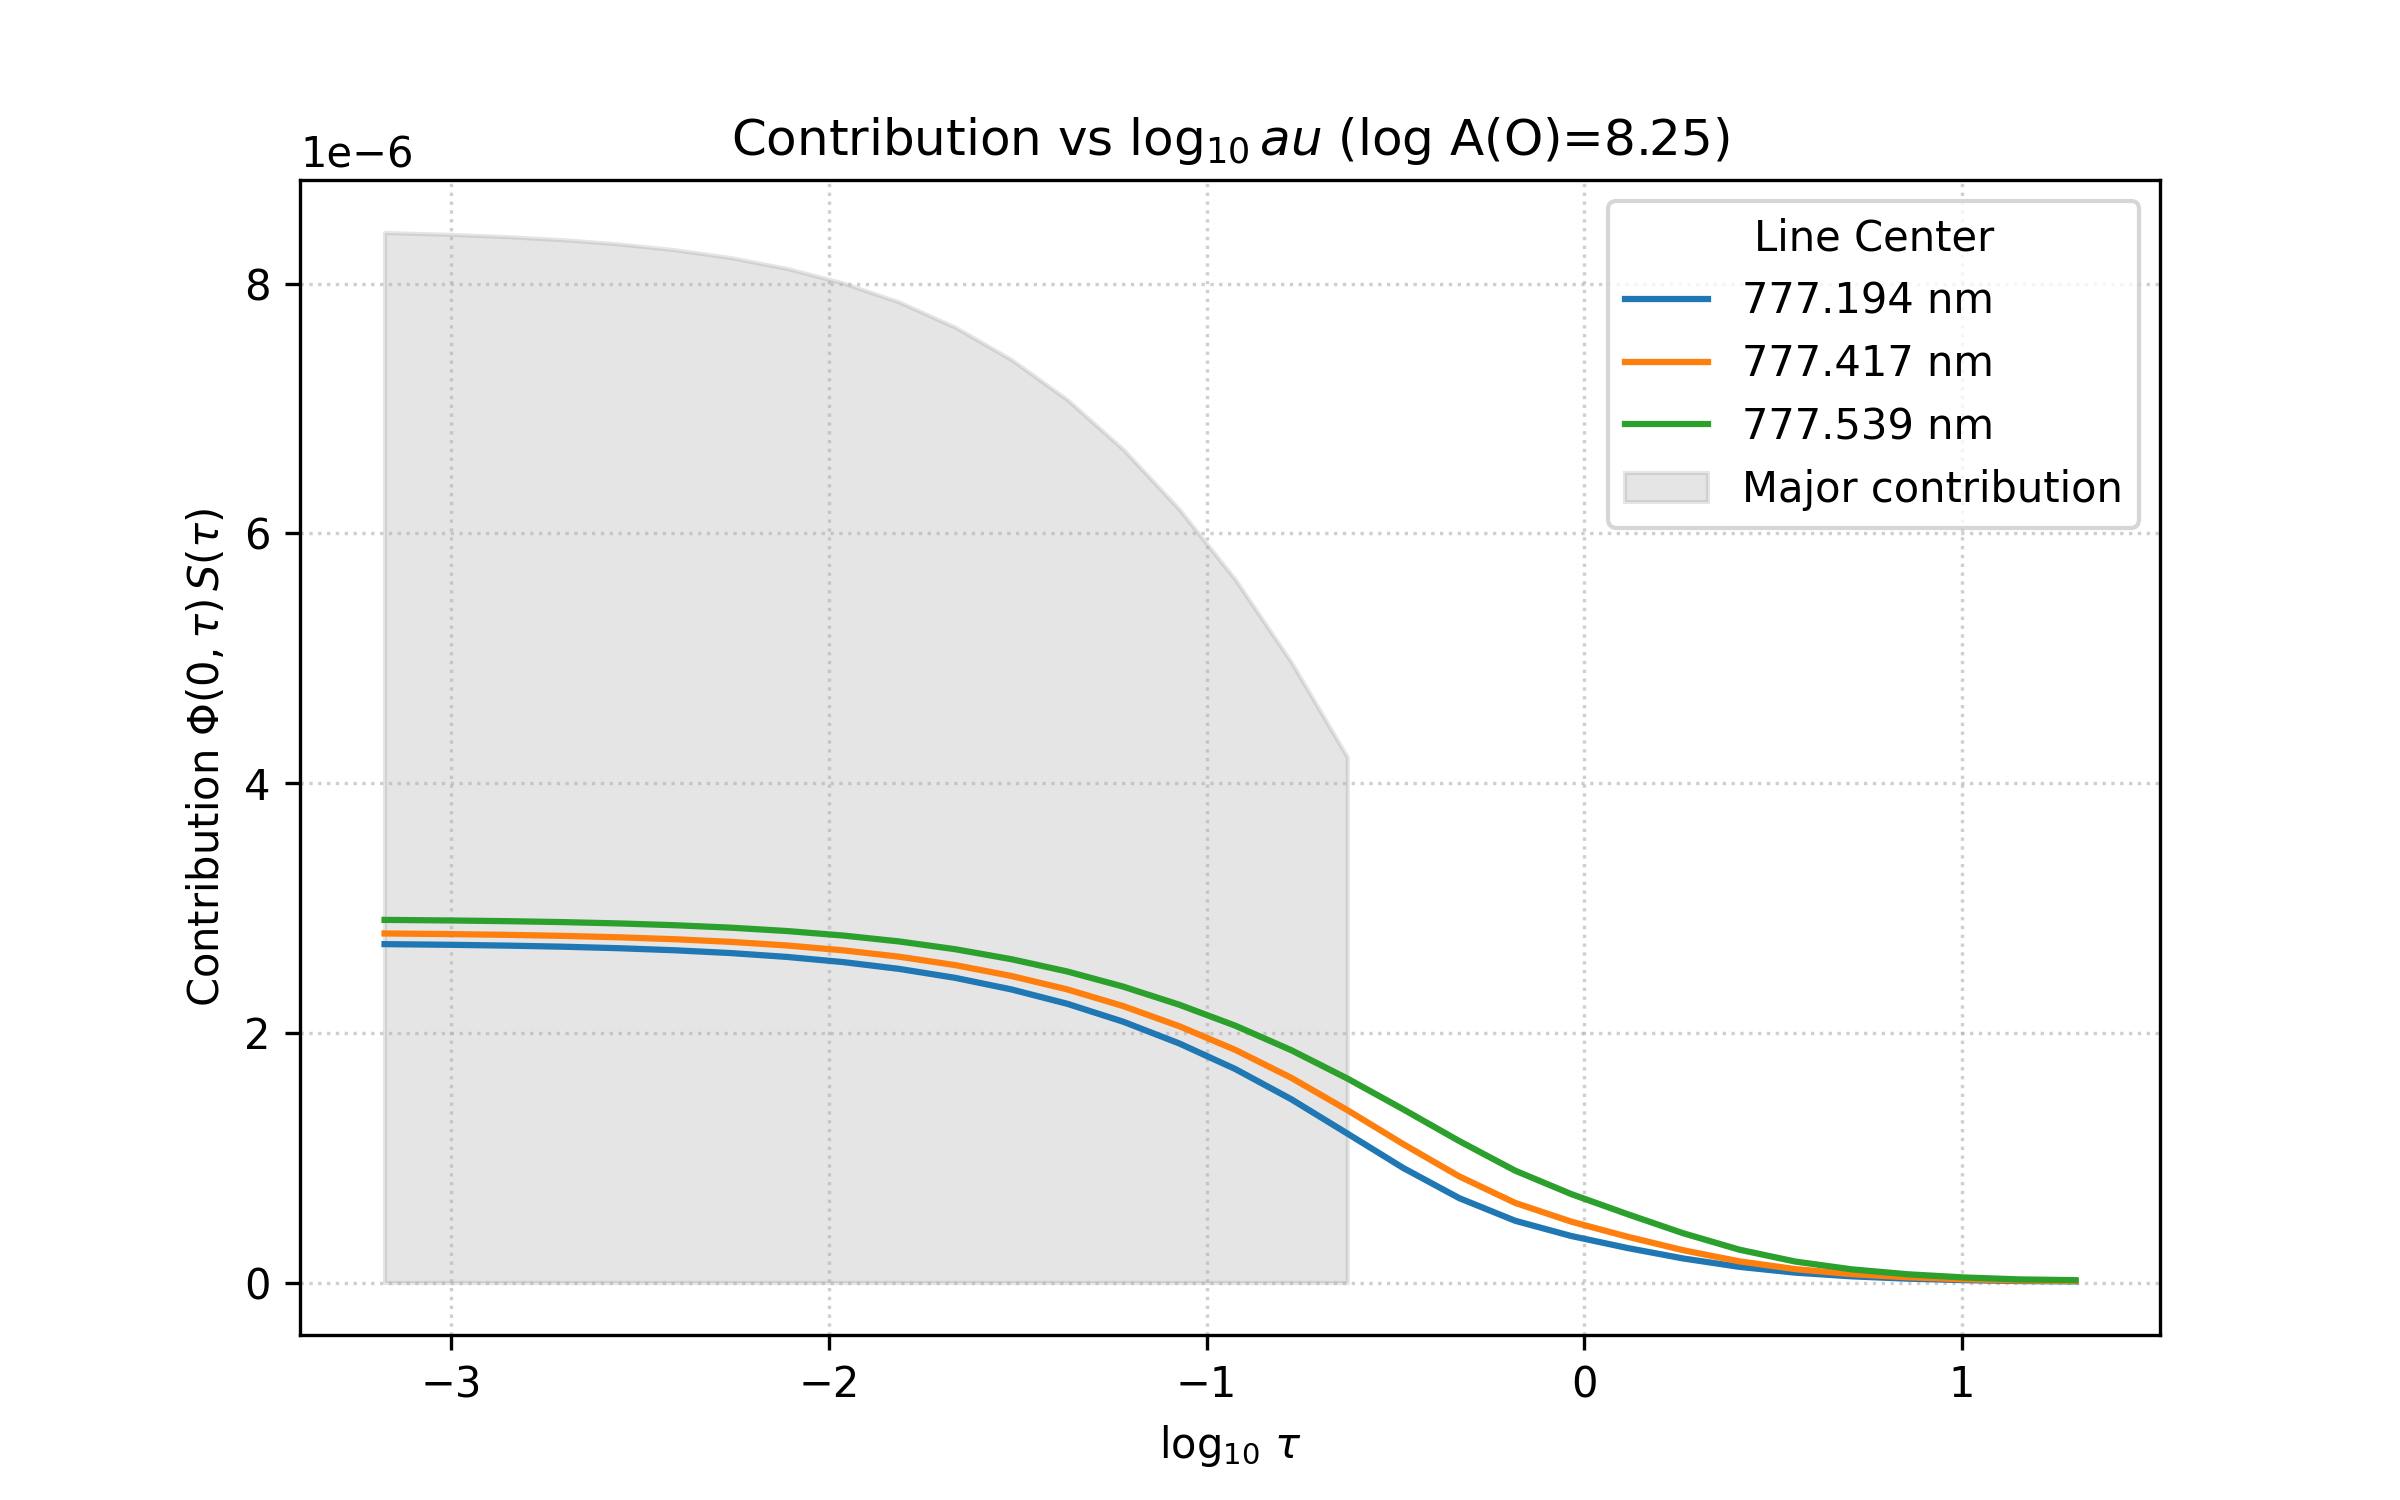 Contribution vs log₁₀ au (log A(O)=8.25)
1e−6
8
6
4
2
0
Contribution Φ(0, τ) S(τ)
Line Center
777.194 nm
777.417 nm
777.539 nm
Major contribution
−3 −2 −1 0 1
log₁₀ τ